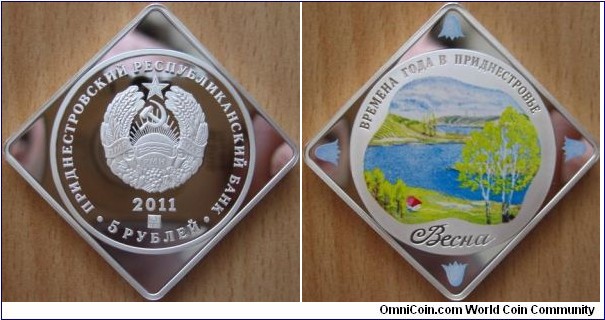 ПРИДНЕСТРОВСКИЙ РЕСПУБЛИКАНСКИЙ БАНК
2011
• 5 РУБЛЕЙ •
ВРЕМЕНА ГОДА В ПРИДНЕСТРОВЬЕ
Весна
OmniCoin.com World Coin Community